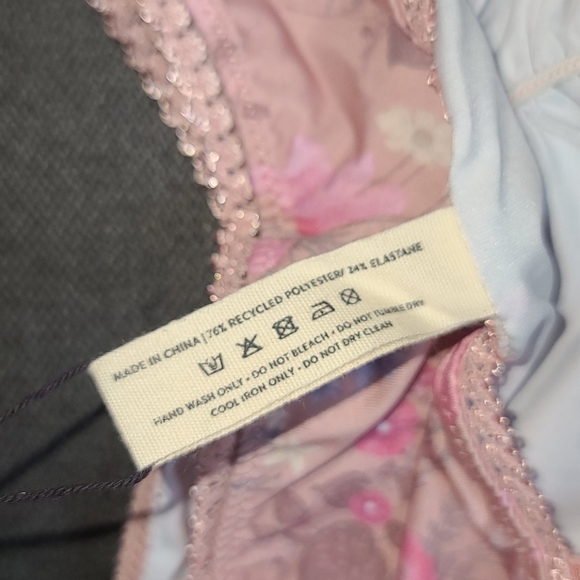 MADE IN CHINA | 76% RECYCLED POLYESTER/ 24% ELASTANE
HAND WASH ONLY • DO NOT BLEACH • DO NOT TUMBLE DRY
COOL IRON ONLY • DO NOT DRY CLEAN